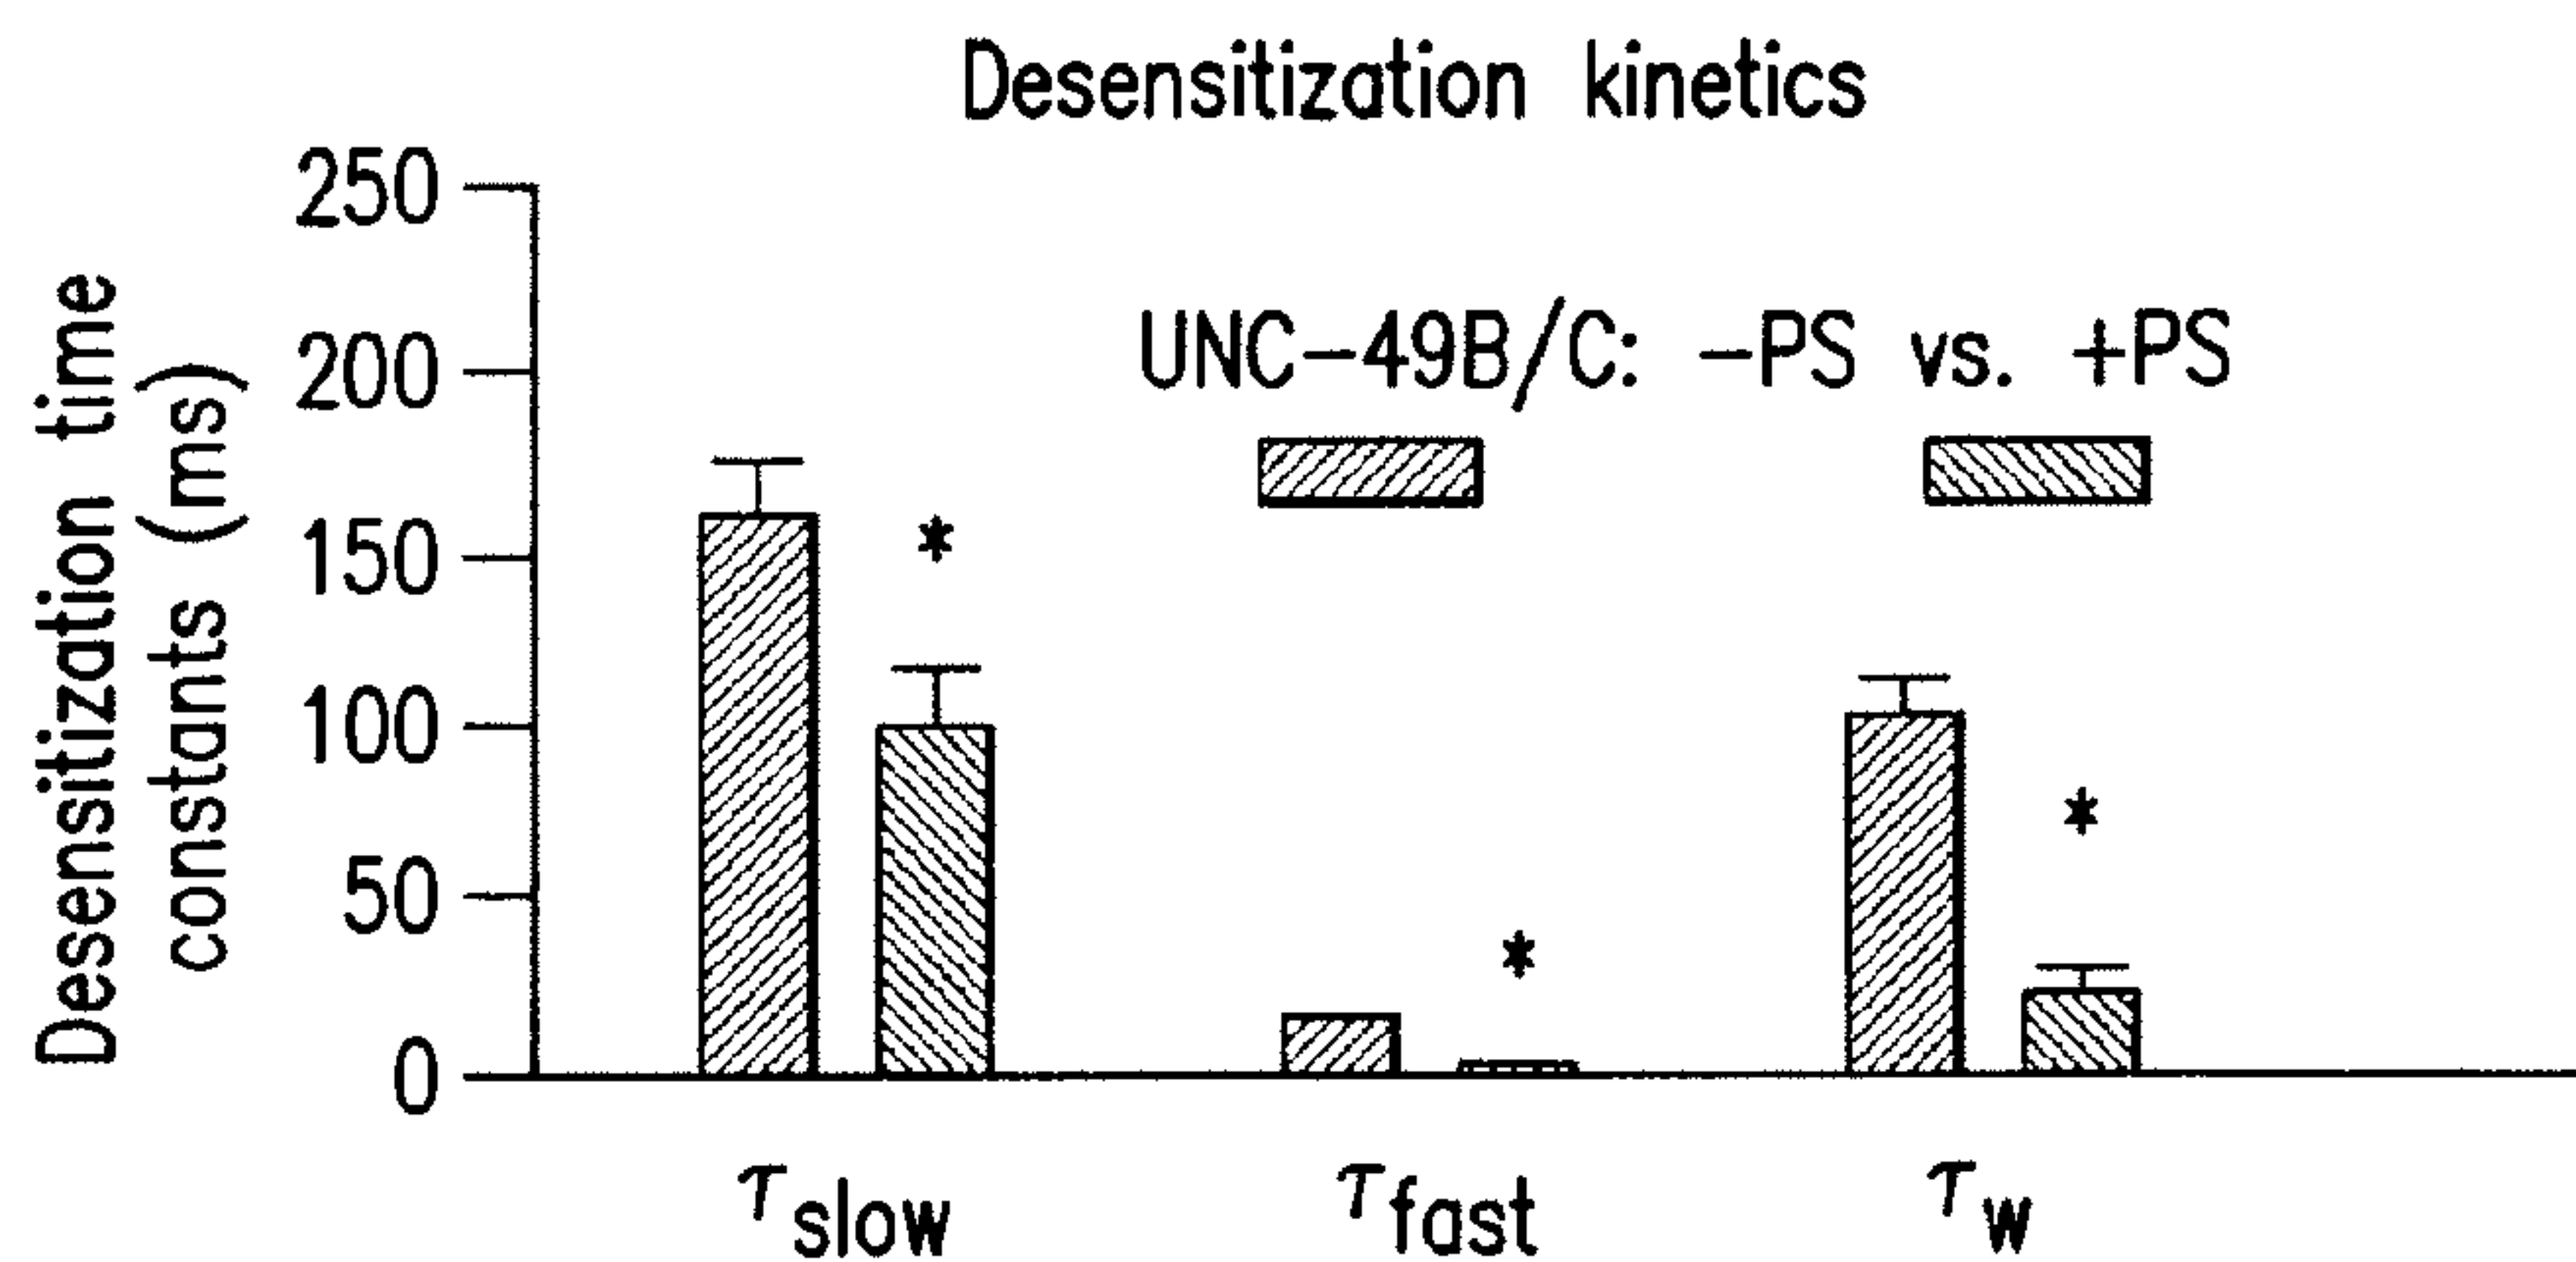 Desensitization kinetics
Desensitization time
constants (ms)
250
200
150
100
50
0
UNC-49B/C: -PS vs. +PS
*
*
*
τslow
τfast
τw